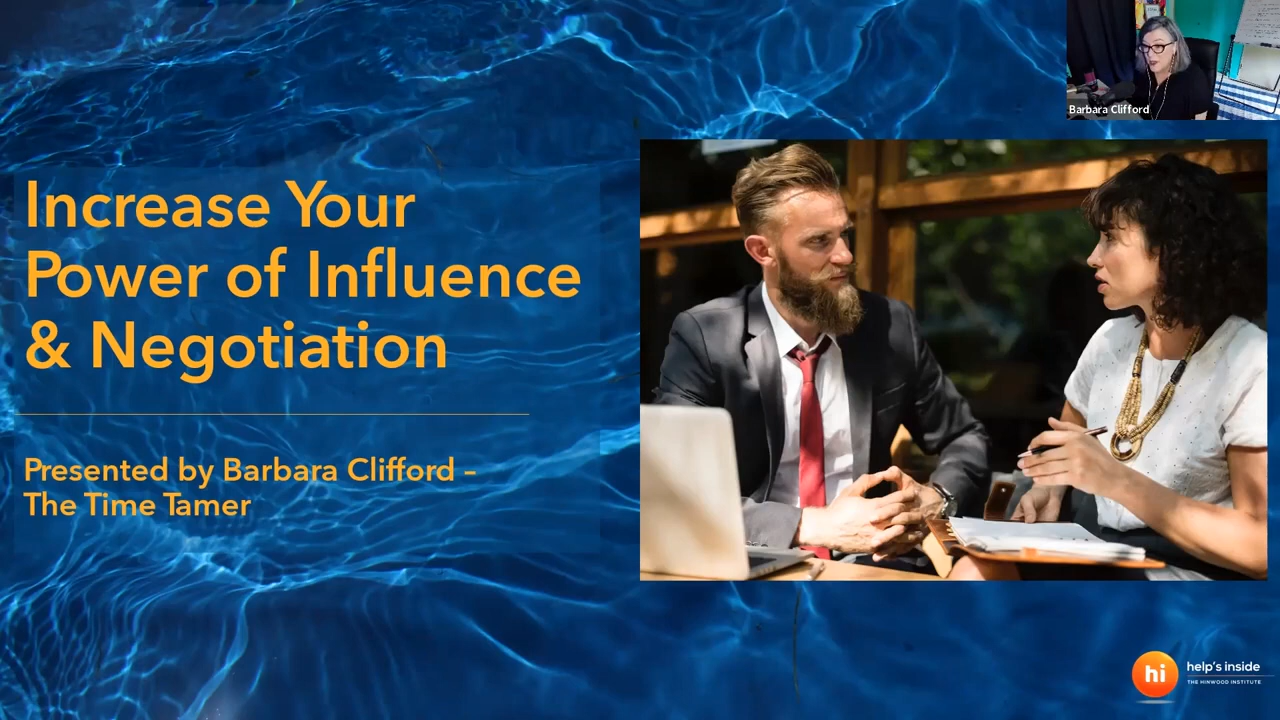 Barbara Clifford
Increase Your
Power of Influence
& Negotiation
Presented by Barbara Clifford –
The Time Tamer
hi
help's inside
THE HINWOOD INSTITUTE